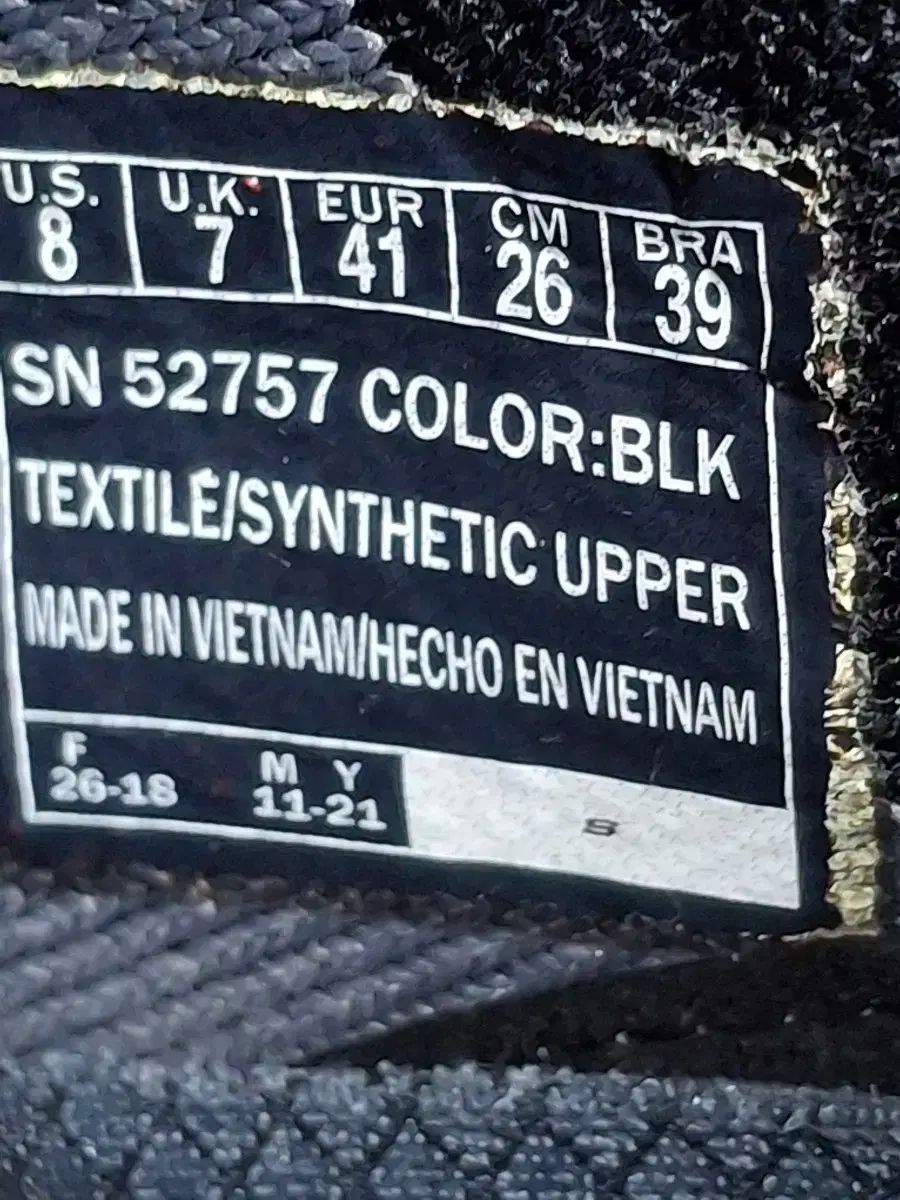 U.S. U.K. EUR CM BRA
8 7 41 26 39
SN 52757 COLOR:BLK
TEXTILE/SYNTHETIC UPPER
MADE IN VIETNAM/HECHO EN VIETNAM
F M Y
26-18 11-21
S